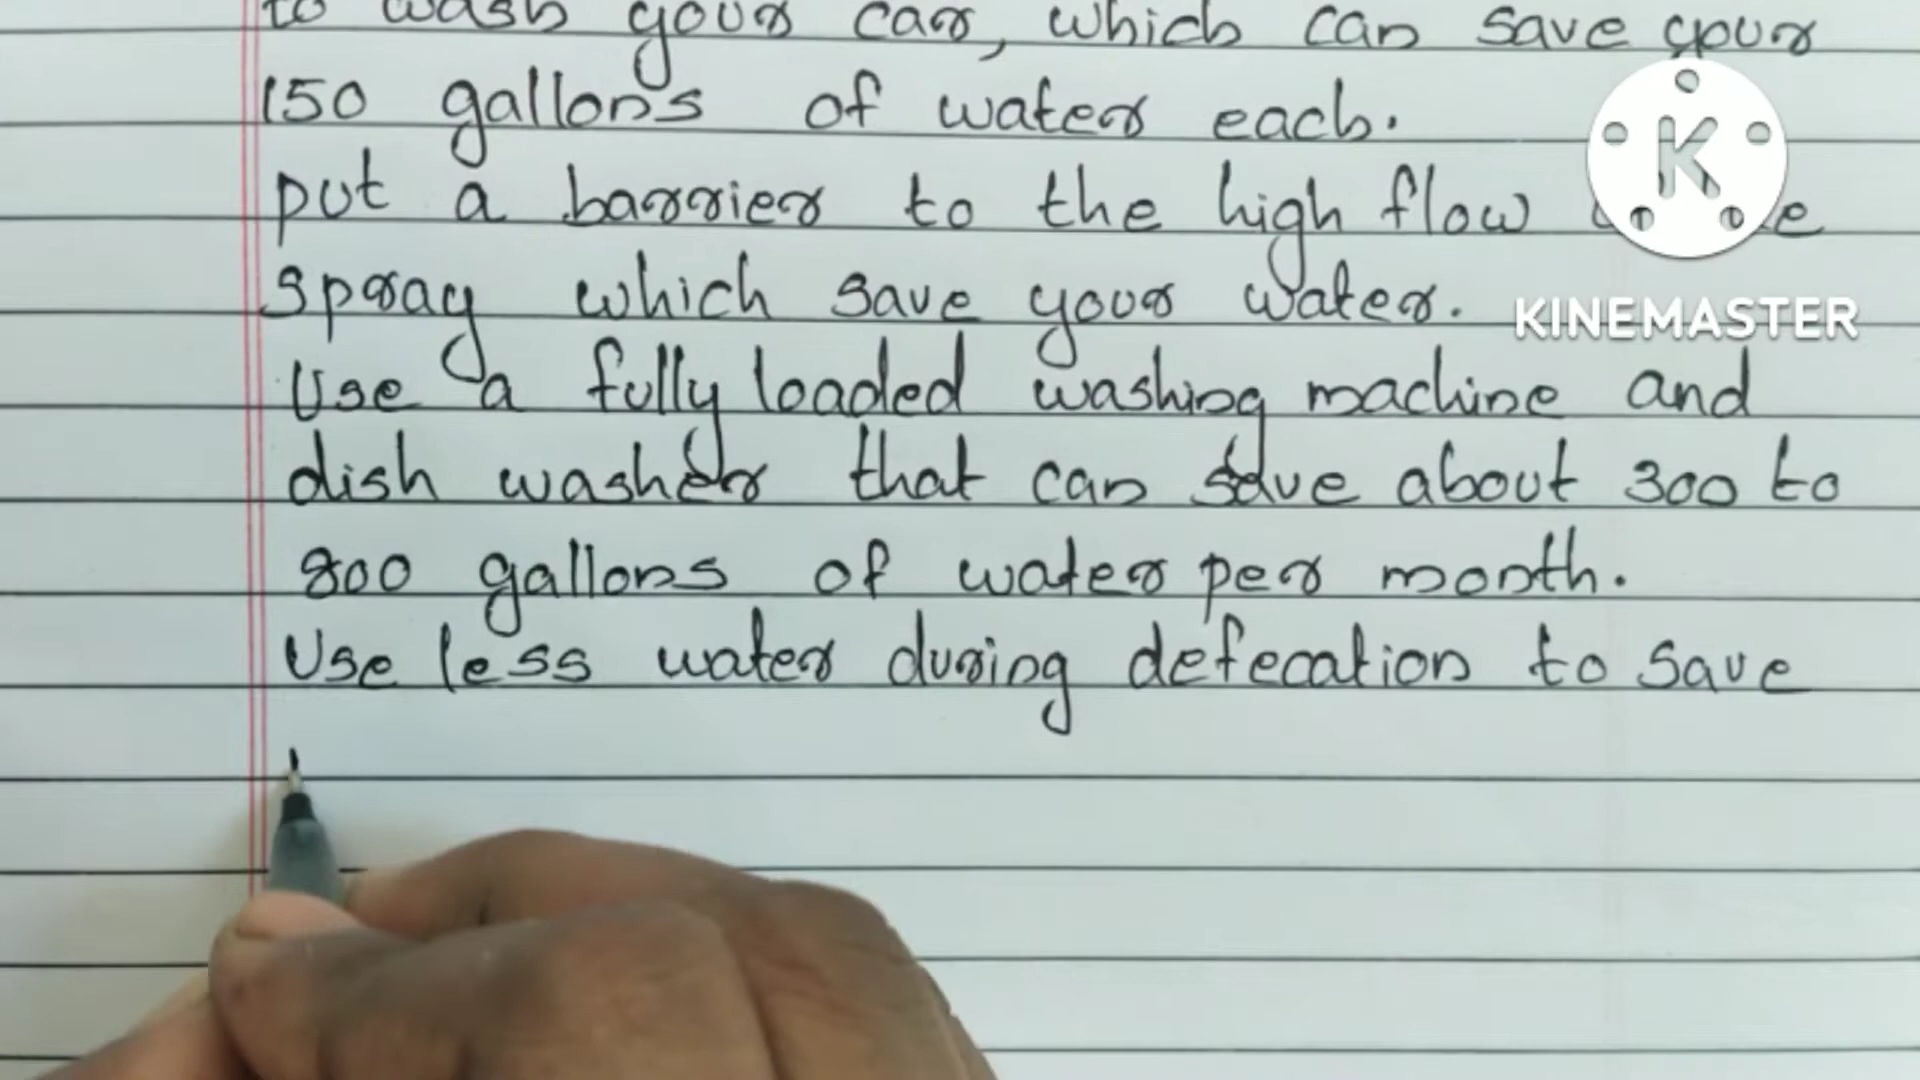 to wash your car, which can save your
150 gallons of water each.
put a barrier to the high flow
spray which save your water.
KINEMASTER
Use a fully loaded washing machine and
dish washer that can save about 300 to
800 gallons of water per month.
Use less water during defecation to save